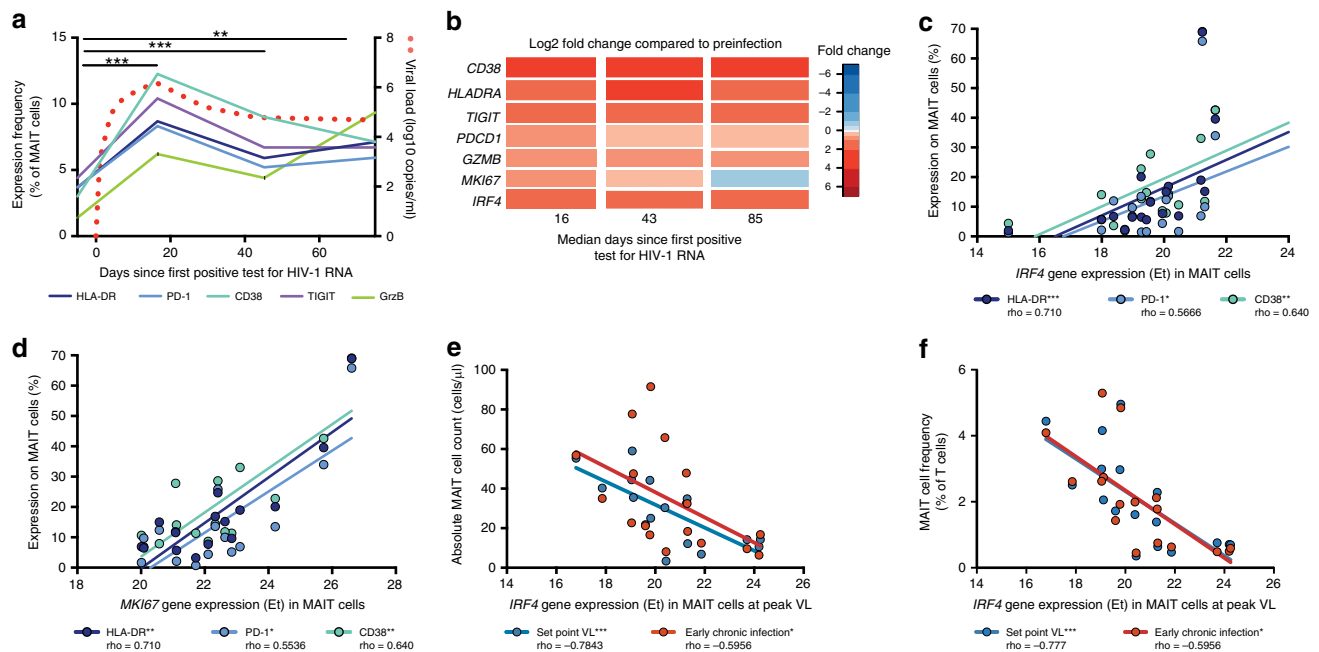 a
15
10
5
0
Expression frequency
(% of MAIT cells)
**
***
***
8
6
4
2
0
Viral load (log10 copies/ml)
0
20
40
60
Days since first positive test for HIV-1 RNA
HLA-DR
PD-1
CD38
TIGIT
GrzB
b
Log2 fold change compared to preinfection
Fold change
CD38
HLADRA
TIGIT
PDCD1
GZMB
MKI67
IRF4
−6
−4
−2
0
2
4
6
16
43
85
Median days since first positive
test for HIV-1 RNA
c
70
60
50
40
30
20
10
0
Expression on MAIT cells (%)
14
16
18
20
22
24
IRF4 gene expression (Et) in MAIT cells
HLA-DR***
rho = 0.710
PD-1*
rho = 0.5666
CD38**
rho = 0.640
d
70
60
50
40
30
20
10
0
Expression on MAIT cells (%)
18
20
22
24
26
28
MKI67 gene expression (Et) in MAIT cells
HLA-DR**
rho = 0.710
PD-1*
rho = 0.5536
CD38**
rho = 0.640
e
100
80
60
40
20
0
Absolute MAIT cell count (cells/µl)
14
16
18
20
22
24
26
IRF4 gene expression (Et) in MAIT cells at peak VL
Set point VL***
rho = −0.7843
Early chronic infection*
rho = −0.5956
f
6
4
2
0
MAIT cell frequency
(% of T cells)
14
16
18
20
22
24
26
IRF4 gene expression (Et) in MAIT cells at peak VL
Set point VL***
rho = −0.777
Early chronic infection*
rho = −0.5956